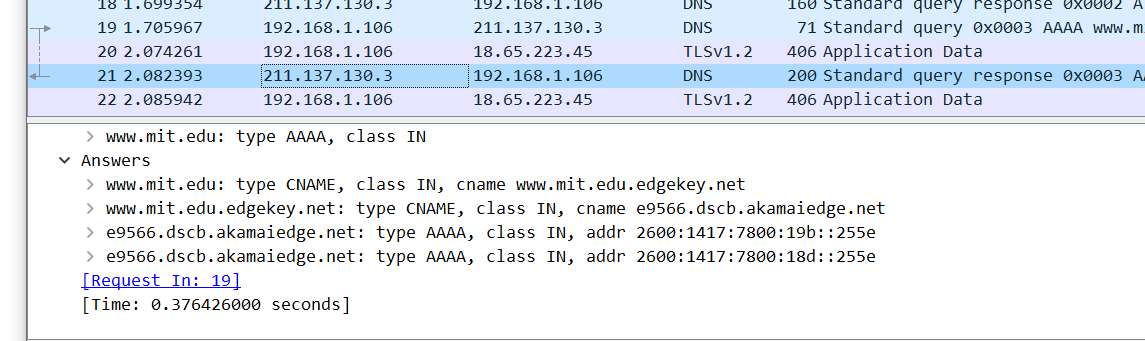 18 1.699354 211.137.130.3 192.168.1.106 DNS 160 Standard query response 0x0002 A
19 1.705967 192.168.1.106 211.137.130.3 DNS 71 Standard query 0x0003 AAAA www.mi
20 2.074261 192.168.1.106 18.65.223.45 TLSv1.2 406 Application Data
21 2.082393 211.137.130.3 192.168.1.106 DNS 200 Standard query response 0x0003 AA
22 2.085942 192.168.1.106 18.65.223.45 TLSv1.2 406 Application Data
www.mit.edu: type AAAA, class IN
Answers
www.mit.edu: type CNAME, class IN, cname www.mit.edu.edgekey.net
www.mit.edu.edgekey.net: type CNAME, class IN, cname e9566.dscb.akamaiedge.net
e9566.dscb.akamaiedge.net: type AAAA, class IN, addr 2600:1417:7800:19b::255e
e9566.dscb.akamaiedge.net: type AAAA, class IN, addr 2600:1417:7800:18d::255e
[Request In: 19]
[Time: 0.376426000 seconds]